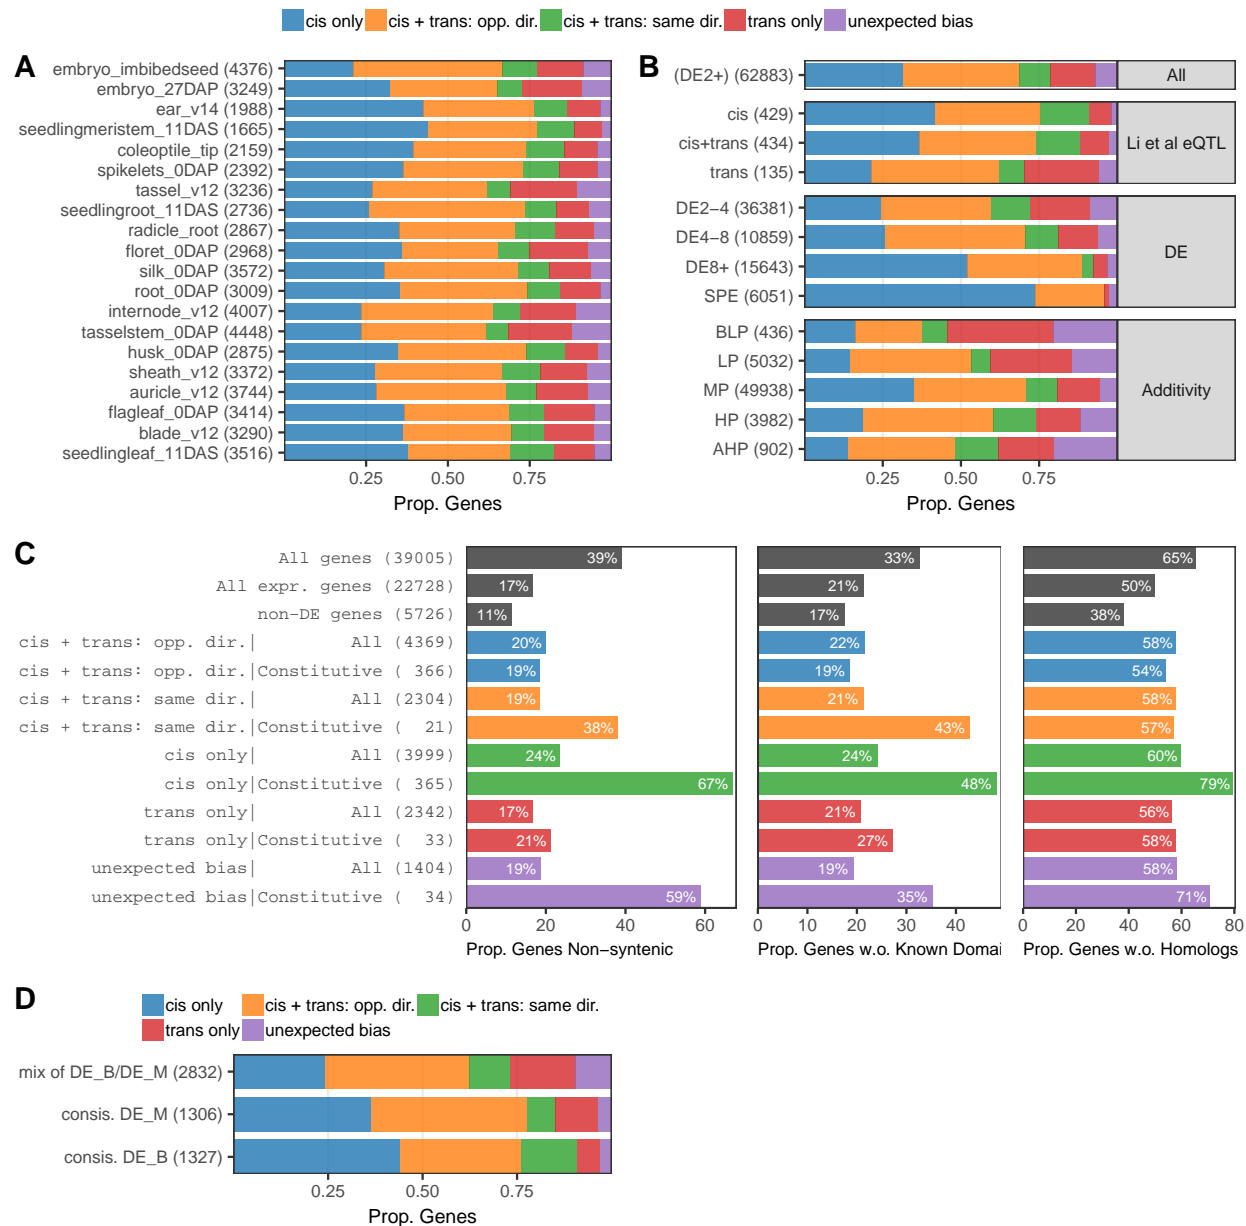 cis only cis + trans: opp. dir. cis + trans: same dir. trans only unexpected bias
A
embryo_imbibedseed (4376)
embryo_27DAP (3249)
ear_v14 (1988)
seedlingmeristem_11DAS (1665)
coleoptile_tip (2159)
spikelets_0DAP (2392)
tassel_v12 (3236)
seedlingroot_11DAS (2736)
radicle_root (2867)
floret_0DAP (2968)
silk_0DAP (3572)
root_0DAP (3009)
internode_v12 (4007)
tasselstem_0DAP (4448)
husk_0DAP (2875)
sheath_v12 (3372)
auricle_v12 (3744)
flagleaf_0DAP (3414)
blade_v12 (3290)
seedlingleaf_11DAS (3516)
0.25 0.50 0.75
Prop. Genes
B
(DE2+) (62883)
All
cis (429)
cis+trans (434)
trans (135)
Li et al eQTL
DE2−4 (36381)
DE4−8 (10859)
DE8+ (15643)
SPE (6051)
DE
BLP (436)
LP (5032)
MP (49938)
HP (3982)
AHP (902)
Additivity
0.25 0.50 0.75
Prop. Genes
C
All genes (39005) 39% 33% 65%
All expr. genes (22728) 17% 21% 50%
non-DE genes (5726) 11% 17% 38%
cis + trans: opp. dir.| All (4369) 20% 22% 58%
cis + trans: opp. dir.|Constitutive ( 366) 19% 19% 54%
cis + trans: same dir.| All (2304) 19% 21% 58%
cis + trans: same dir.|Constitutive ( 21) 38% 43% 57%
cis only| All (3999) 24% 24% 60%
cis only|Constitutive ( 365) 67% 48% 79%
trans only| All (2342) 17% 21% 56%
trans only|Constitutive ( 33) 21% 27% 58%
unexpected bias| All (1404) 19% 19% 58%
unexpected bias|Constitutive ( 34) 59% 35% 71%
0 20 40 60 0 20 40 0 20 40 60 80
Prop. Genes Non−syntenic Prop. Genes w.o. Known Domai Prop. Genes w.o. Homologs
D
cis only cis + trans: opp. dir. cis + trans: same dir.
trans only unexpected bias
mix of DE_B/DE_M (2832)
consis. DE_M (1306)
consis. DE_B (1327)
0.25 0.50 0.75
Prop. Genes